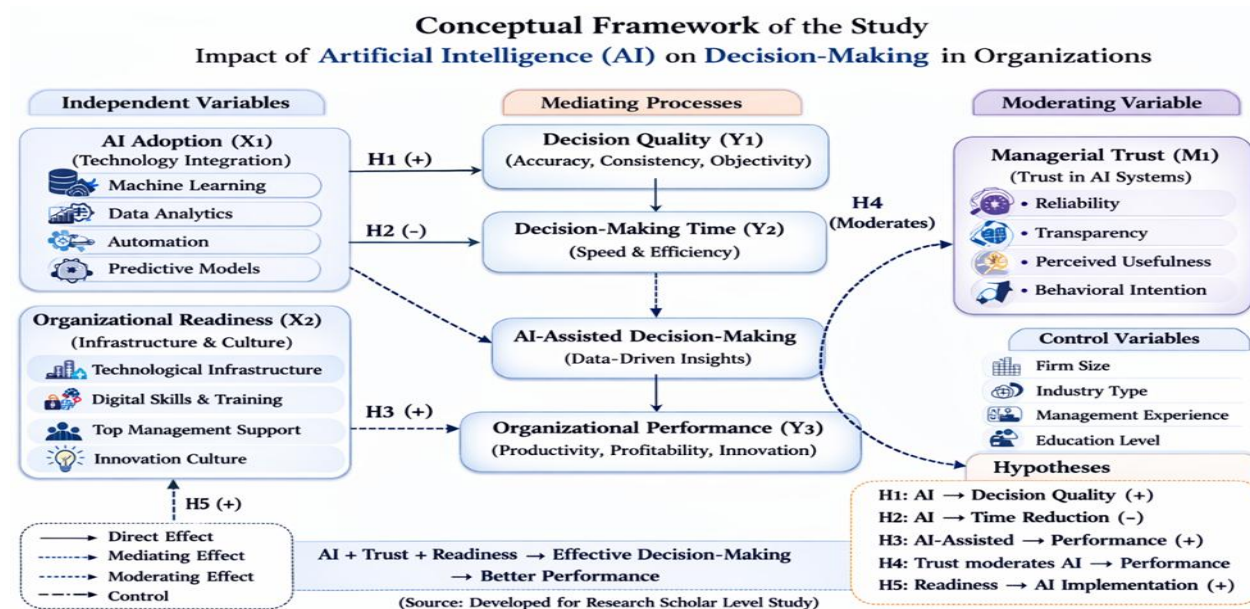 Conceptual Framework of the Study
Impact of Artificial Intelligence (AI) on Decision-Making in Organizations
Independent Variables
AI Adoption (X1)
(Technology Integration)
Machine Learning
Data Analytics
Automation
Predictive Models
Organizational Readiness (X2)
(Infrastructure & Culture)
Technological Infrastructure
Digital Skills & Training
Top Management Support
Innovation Culture
H1 (+)
H2 (-)
H3 (+)
H5 (+)
Mediating Processes
Decision Quality (Y1)
(Accuracy, Consistency, Objectivity)
Decision-Making Time (Y2)
(Speed & Efficiency)
AI-Assisted Decision-Making
(Data-Driven Insights)
Organizational Performance (Y3)
(Productivity, Profitability, Innovation)
H4
(Moderates)
Moderating Variable
Managerial Trust (M1)
(Trust in AI Systems)
• Reliability
• Transparency
• Perceived Usefulness
• Behavioral Intention
Control Variables
Firm Size
Industry Type
Management Experience
Education Level
Hypotheses
H1: AI → Decision Quality (+)
H2: AI → Time Reduction (–)
H3: AI-Assisted → Performance (+)
H4: Trust moderates AI → Performance
H5: Readiness → AI Implementation (+)
Direct Effect
Mediating Effect
Moderating Effect
Control
AI + Trust + Readiness → Effective Decision-Making
→ Better Performance
(Source: Developed for Research Scholar Level Study)